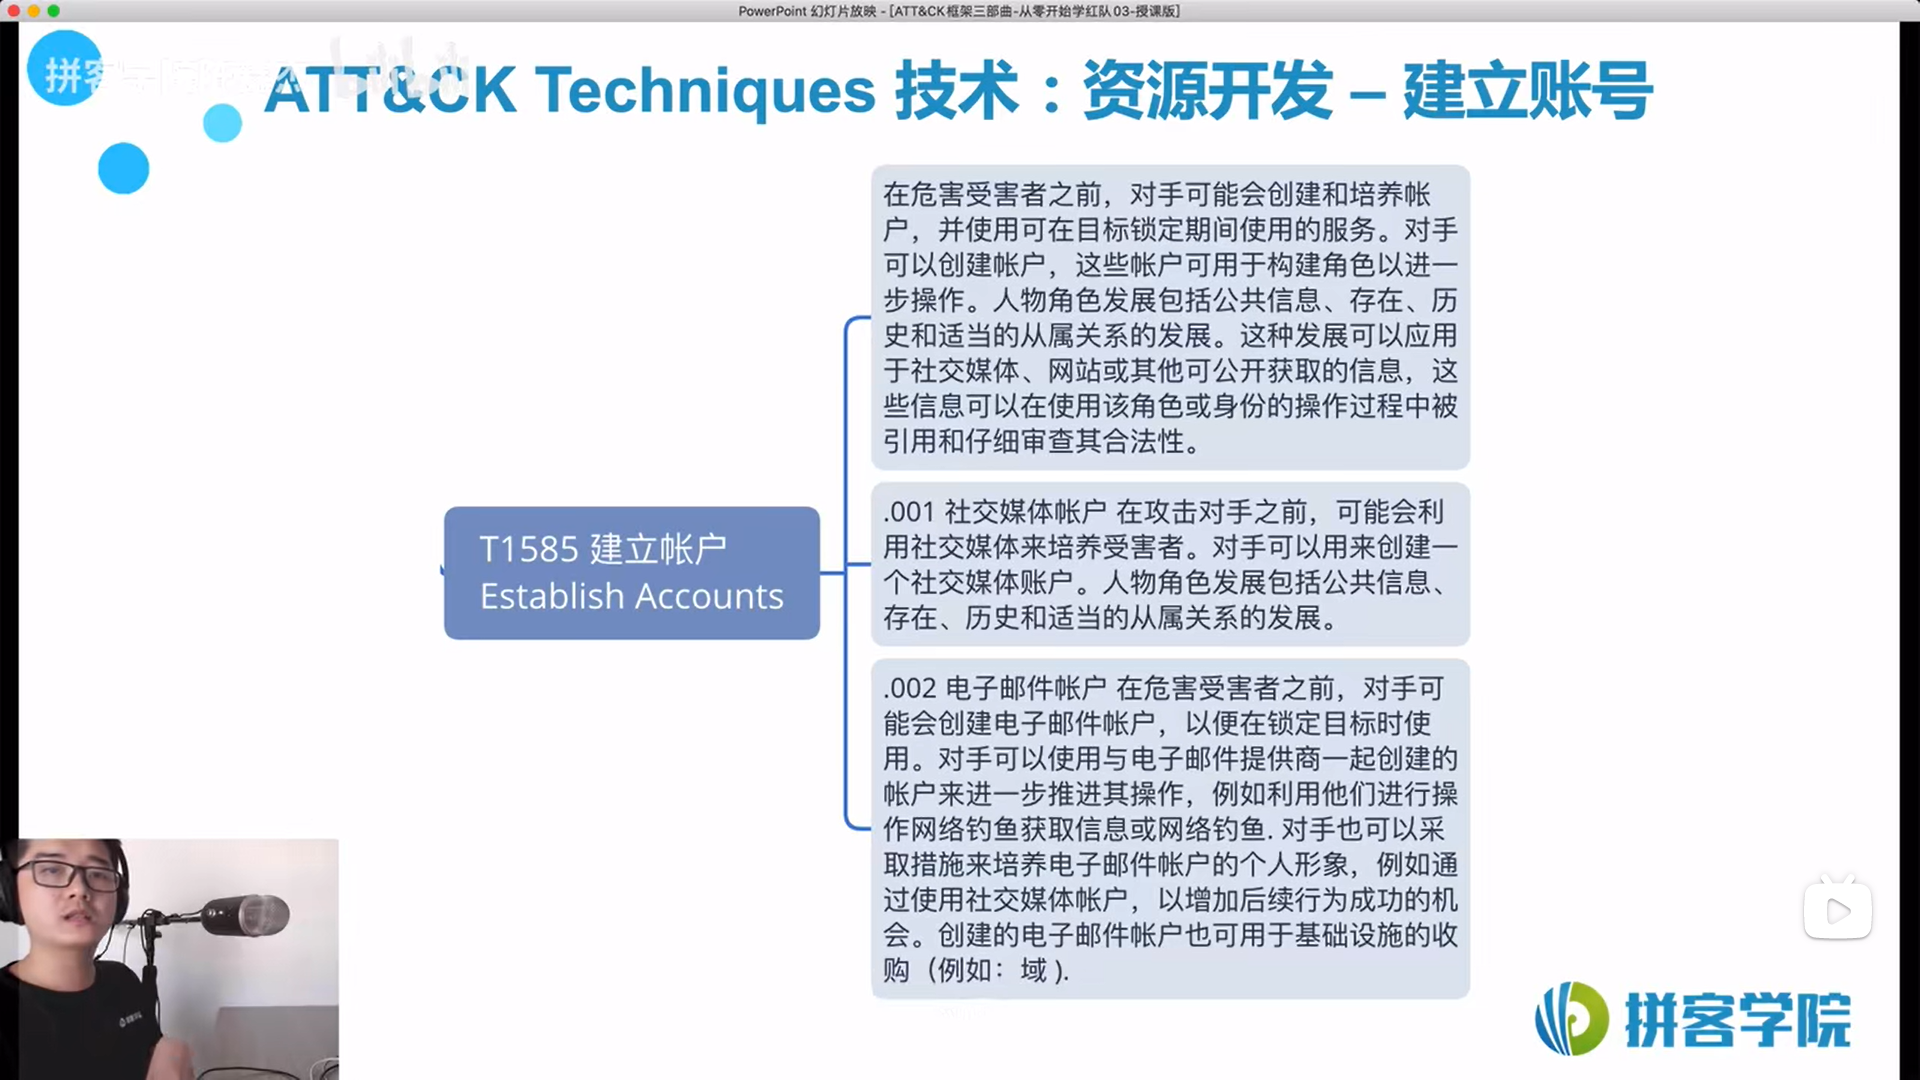 PowerPoint 幻灯片放映 - [ATT&CK框架三部曲-从零开始学红队03-授课版]
ATT&CK Techniques 技术：资源开发 – 建立账号
在危害受害者之前，对手可能会创建和培养帐
户，并使用可在目标锁定期间使用的服务。对手
可以创建帐户，这些帐户可用于构建角色以进一
步操作。人物角色发展包括公共信息、存在、历
史和适当的从属关系的发展。这种发展可以应用
于社交媒体、网站或其他可公开获取的信息，这
些信息可以在使用该角色或身份的操作过程中被
引用和仔细审查其合法性。
T1585 建立帐户
Establish Accounts
.001 社交媒体帐户 在攻击对手之前，可能会利
用社交媒体来培养受害者。对手可以用来创建一
个社交媒体账户。人物角色发展包括公共信息、
存在、历史和适当的从属关系的发展。
.002 电子邮件帐户 在危害受害者之前，对手可
能会创建电子邮件帐户，以便在锁定目标时使
用。对手可以使用与电子邮件提供商一起创建的
帐户来进一步推进其操作，例如利用他们进行操
作网络钓鱼获取信息或网络钓鱼. 对手也可以采
取措施来培养电子邮件帐户的个人形象，例如通
过使用社交媒体帐户，以增加后续行为成功的机
会。创建的电子邮件帐户也可用于基础设施的收
购（例如：域 ).
拼客学院